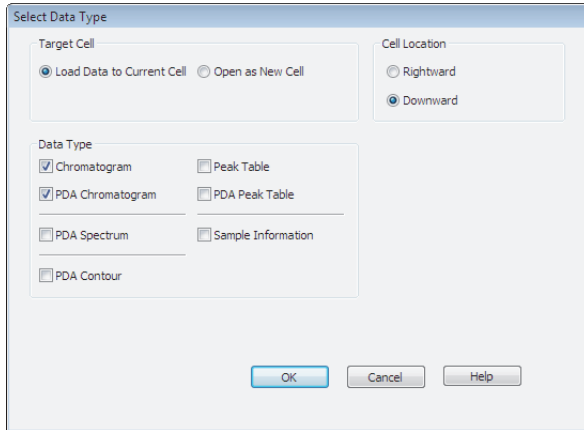 Select Data Type
Target Cell
Load Data to Current Cell Open as New Cell
Cell Location
Rightward
Downward
Data Type
Chromatogram Peak Table
PDA Chromatogram PDA Peak Table
PDA Spectrum Sample Information
PDA Contour
OK Cancel Help